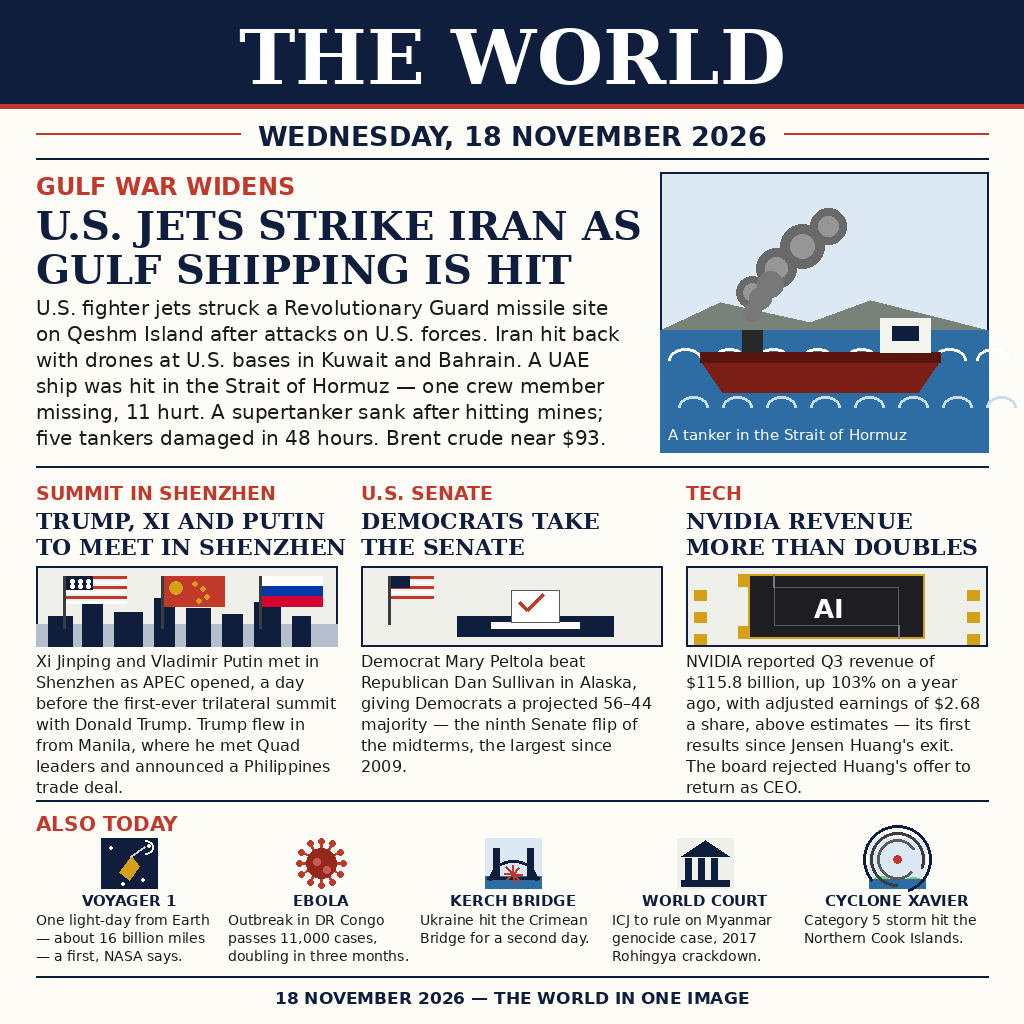 THE WORLD
WEDNESDAY, 18 NOVEMBER 2026
GULF WAR WIDENS
U.S. JETS STRIKE IRAN AS
GULF SHIPPING IS HIT
U.S. fighter jets struck a Revolutionary Guard missile site
on Qeshm Island after attacks on U.S. forces. Iran hit back
with drones at U.S. bases in Kuwait and Bahrain. A UAE
ship was hit in the Strait of Hormuz — one crew member
missing, 11 hurt. A supertanker sank after hitting mines;
five tankers damaged in 48 hours. Brent crude near $93.
A tanker in the Strait of Hormuz
SUMMIT IN SHENZHEN
TRUMP, XI AND PUTIN
TO MEET IN SHENZHEN
Xi Jinping and Vladimir Putin met in
Shenzhen as APEC opened, a day
before the first-ever trilateral summit
with Donald Trump. Trump flew in
from Manila, where he met Quad
leaders and announced a Philippines
trade deal.
U.S. SENATE
DEMOCRATS TAKE
THE SENATE
Democrat Mary Peltola beat
Republican Dan Sullivan in Alaska,
giving Democrats a projected 56–44
majority — the ninth Senate flip of
the midterms, the largest since
2009.
TECH
NVIDIA REVENUE
MORE THAN DOUBLES
AI
NVIDIA reported Q3 revenue of
$115.8 billion, up 103% on a year
ago, with adjusted earnings of $2.68
a share, above estimates — its first
results since Jensen Huang's exit.
The board rejected Huang's offer to
return as CEO.
ALSO TODAY
VOYAGER 1
One light-day from Earth
— about 16 billion miles
— a first, NASA says.
EBOLA
Outbreak in DR Congo
passes 11,000 cases,
doubling in three months.
KERCH BRIDGE
Ukraine hit the Crimean
Bridge for a second day.
WORLD COURT
ICJ to rule on Myanmar
genocide case, 2017
Rohingya crackdown.
CYCLONE XAVIER
Category 5 storm hit the
Northern Cook Islands.
18 NOVEMBER 2026 — THE WORLD IN ONE IMAGE